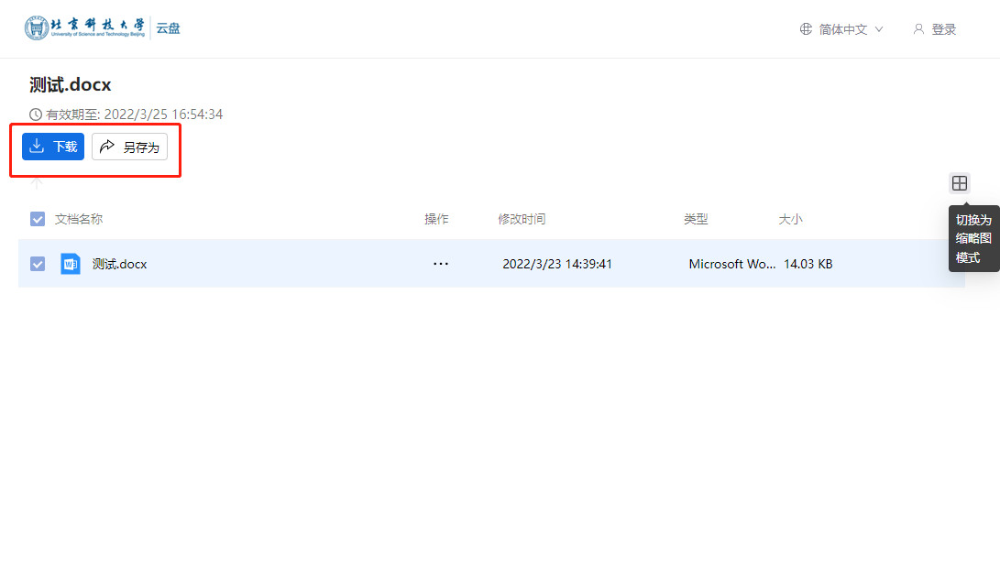 北京科技大学
University of Science and Technology Beijing
云盘
简体中文
登录
测试.docx
有效期至: 2022/3/25 16:54:34
下载
另存为
文档名称 操作 修改时间 类型 大小
切换为
缩略图
模式
测试.docx ··· 2022/3/23 14:39:41 Microsoft Wo... 14.03 KB